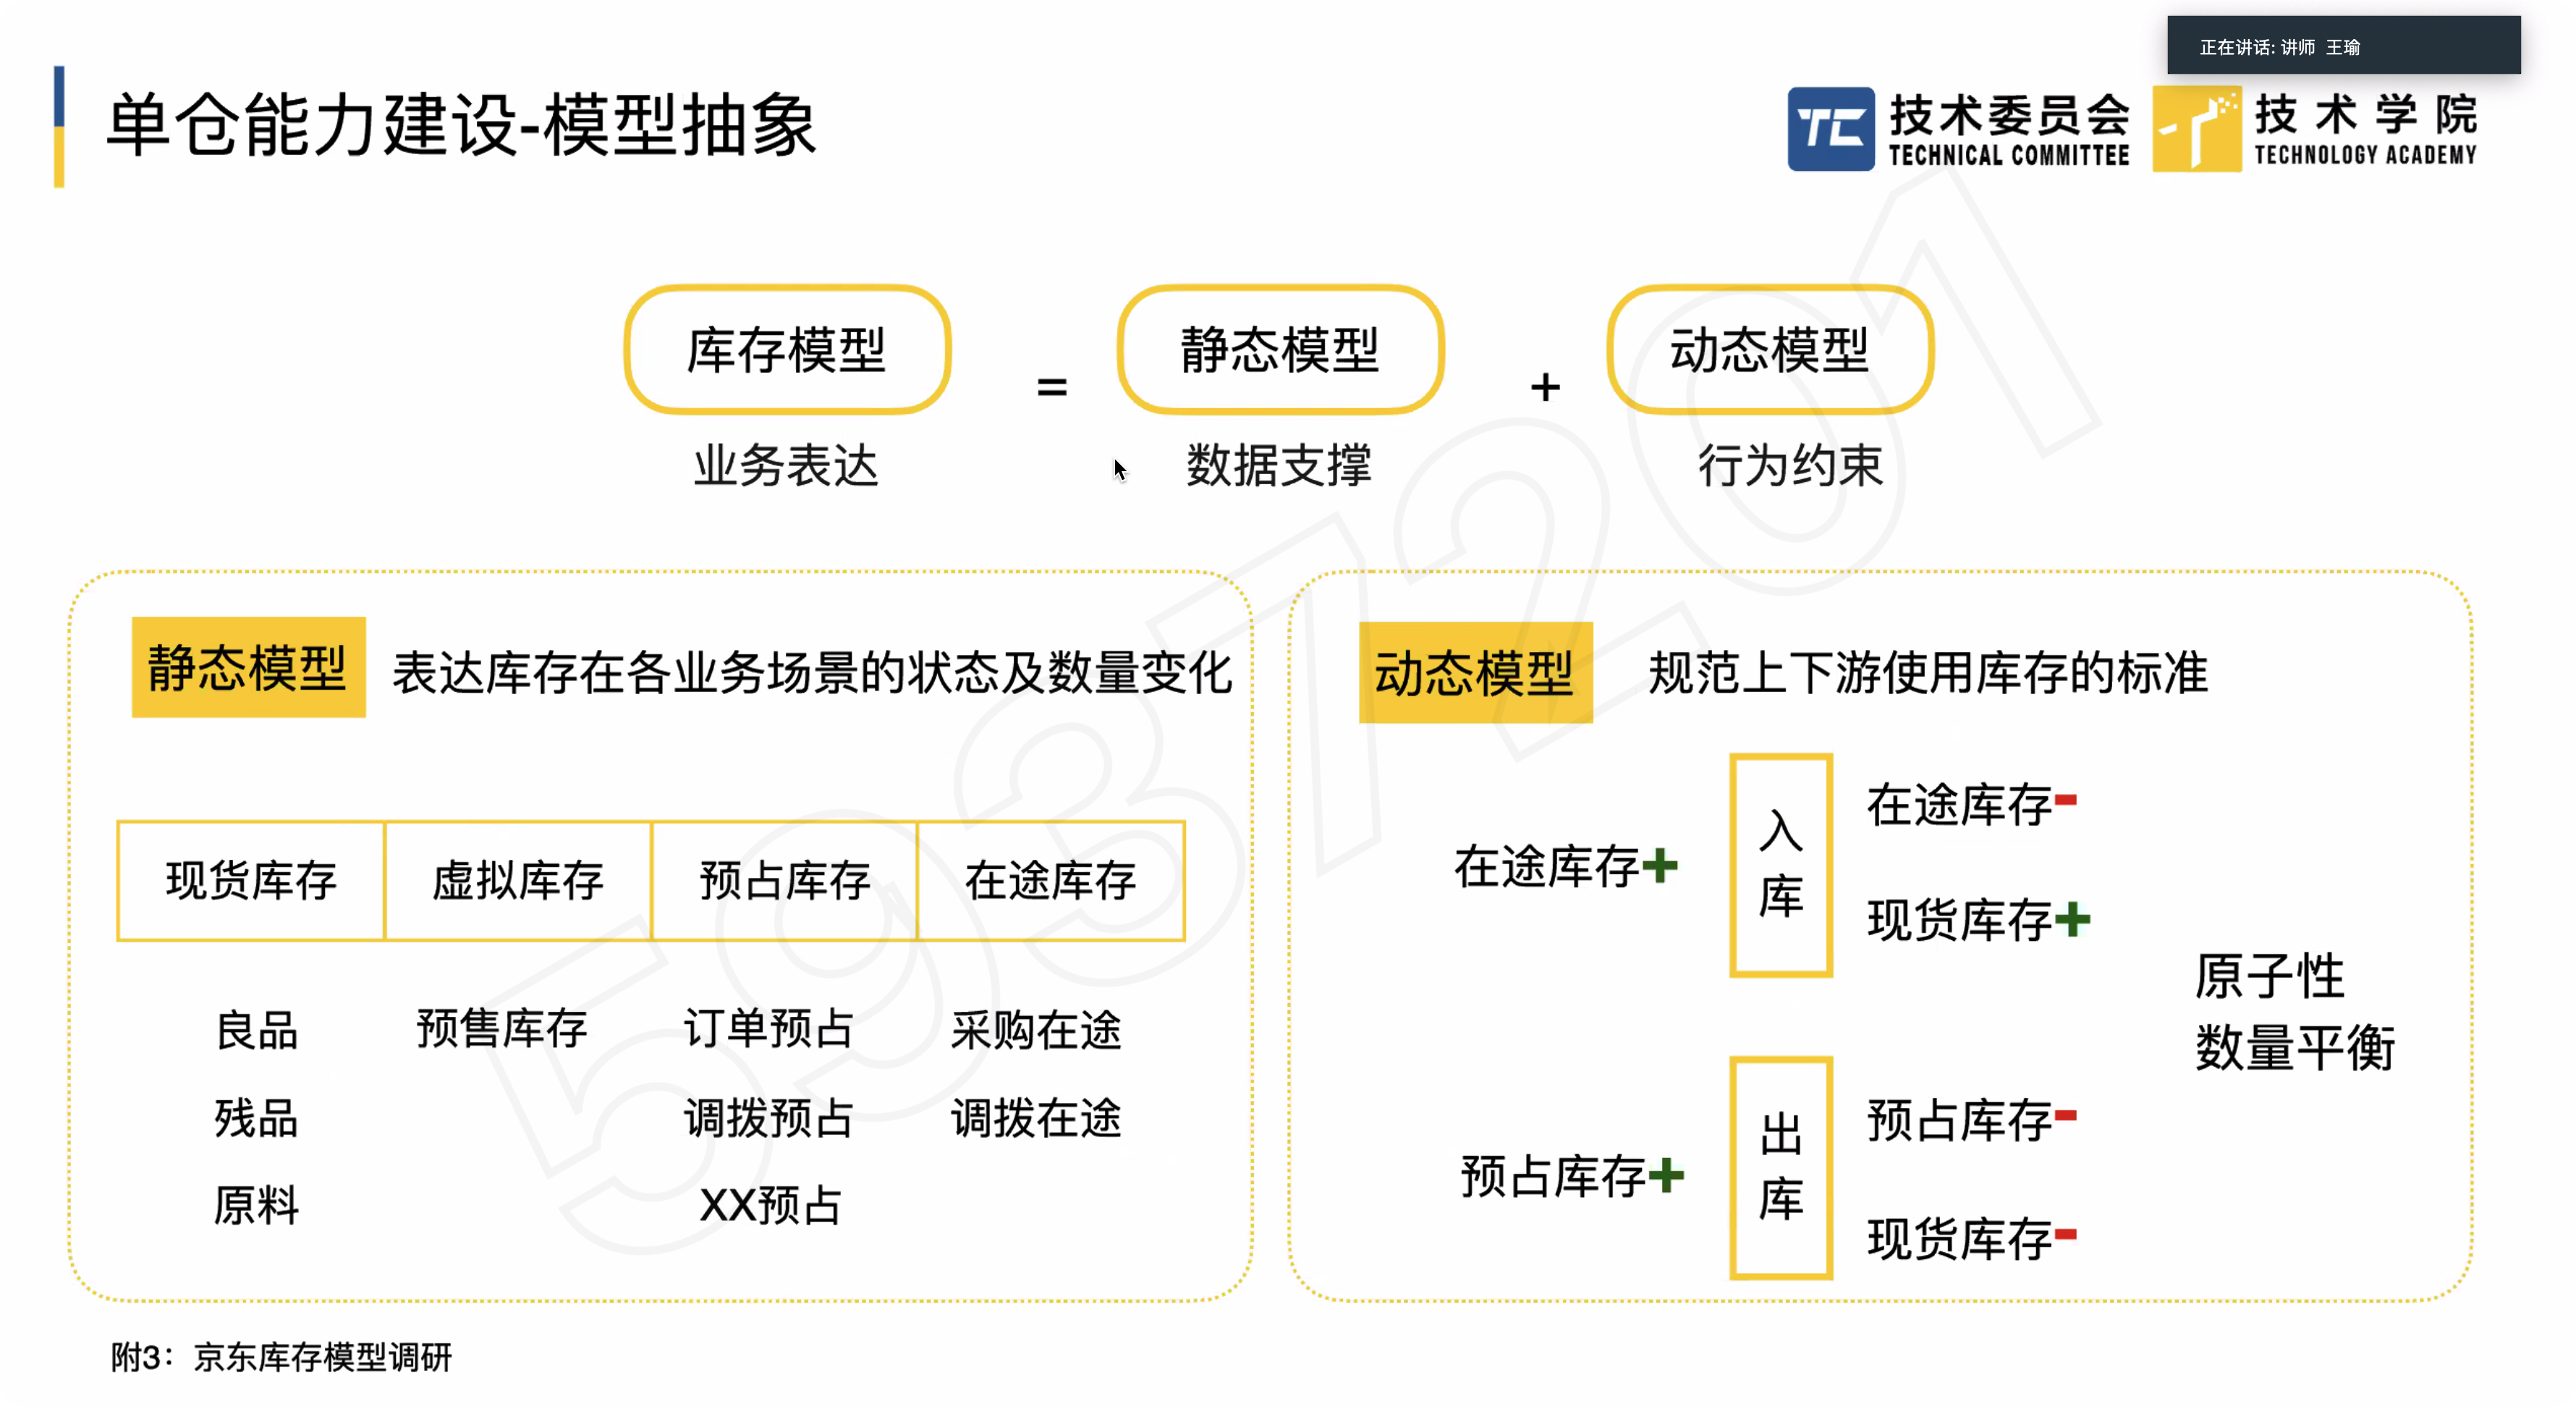 正在讲话: 讲师 王瑜
单仓能力建设-模型抽象
TC 技术委员会 TECHNICAL COMMITTEE
技术学院 TECHNOLOGY ACADEMY
库存模型 = 静态模型 + 动态模型
业务表达 数据支撑 行为约束
静态模型 表达库存在各业务场景的状态及数量变化
现货库存 虚拟库存 预占库存 在途库存
良品 预售库存 订单预占 采购在途
残品 调拨预占 调拨在途
原料 XX预占
动态模型 规范上下游使用库存的标准
在途库存+
入库
在途库存-
现货库存+
预占库存+
出库
预占库存-
现货库存-
原子性
数量平衡
附3：京东库存模型调研
5937201